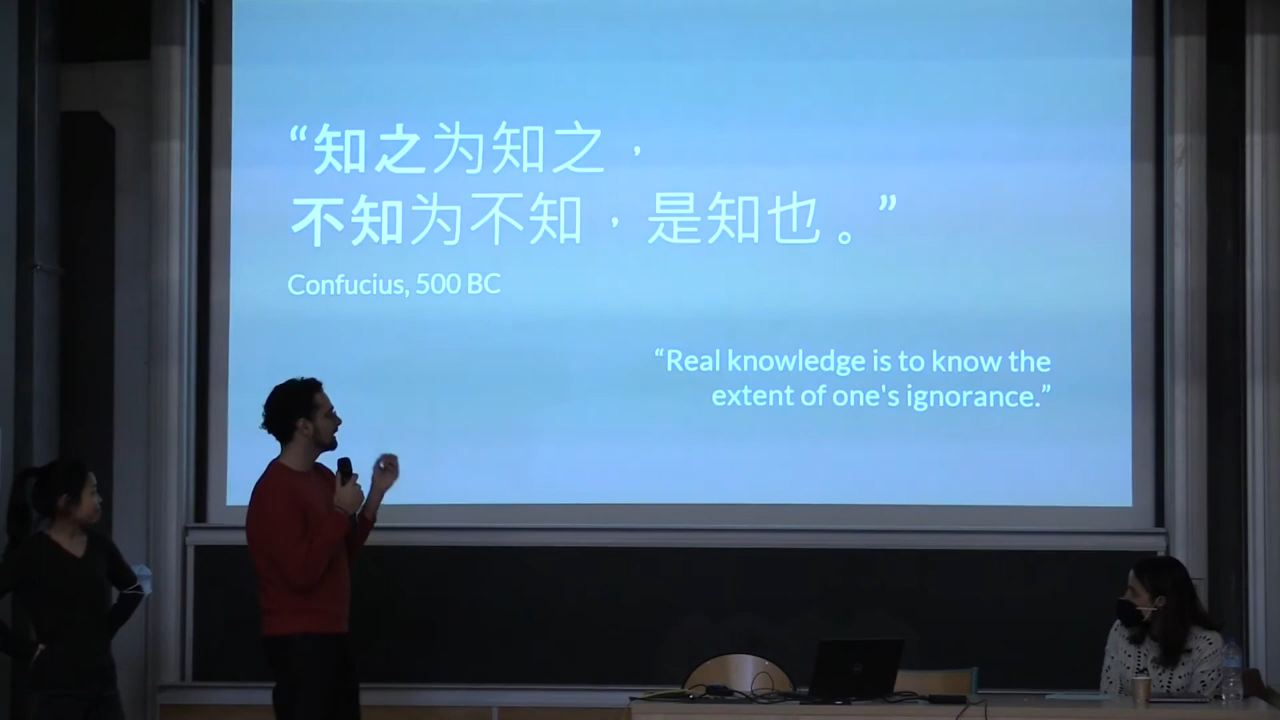 “知之为知之，
不知为不知，是知也。”
Confucius, 500 BC
“Real knowledge is to know the
extent of one's ignorance.”